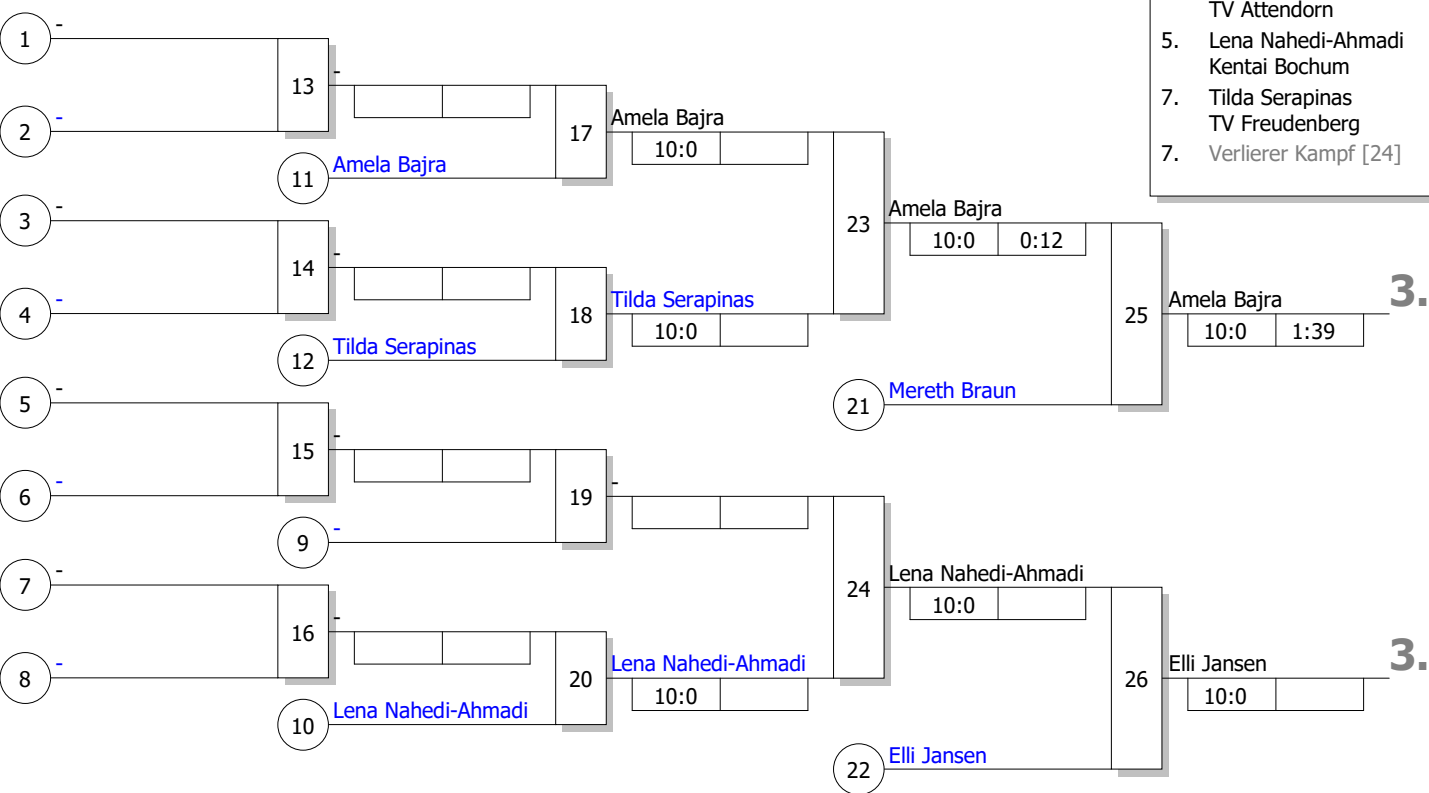 TV Attendorn
5. Lena Nahedi-Ahmadi
Kentai Bochum
7. Tilda Serapinas
TV Freudenberg
7. Verlierer Kampf [24]
1 -
13 -
2 -
17 Amela Bajra
10:0
11 Amela Bajra
3 -
23 Amela Bajra
10:0 0:12
14 -
4 -
18 Tilda Serapinas
10:0
12 Tilda Serapinas
25 Amela Bajra 3.
10:0 1:39
21 Mereth Braun
5 -
15 -
6 -
19 -
9 -
7 -
24 Lena Nahedi-Ahmadi
10:0
16 -
8 -
20 Lena Nahedi-Ahmadi
10:0
10 Lena Nahedi-Ahmadi
26 Elli Jansen 3.
10:0
22 Elli Jansen